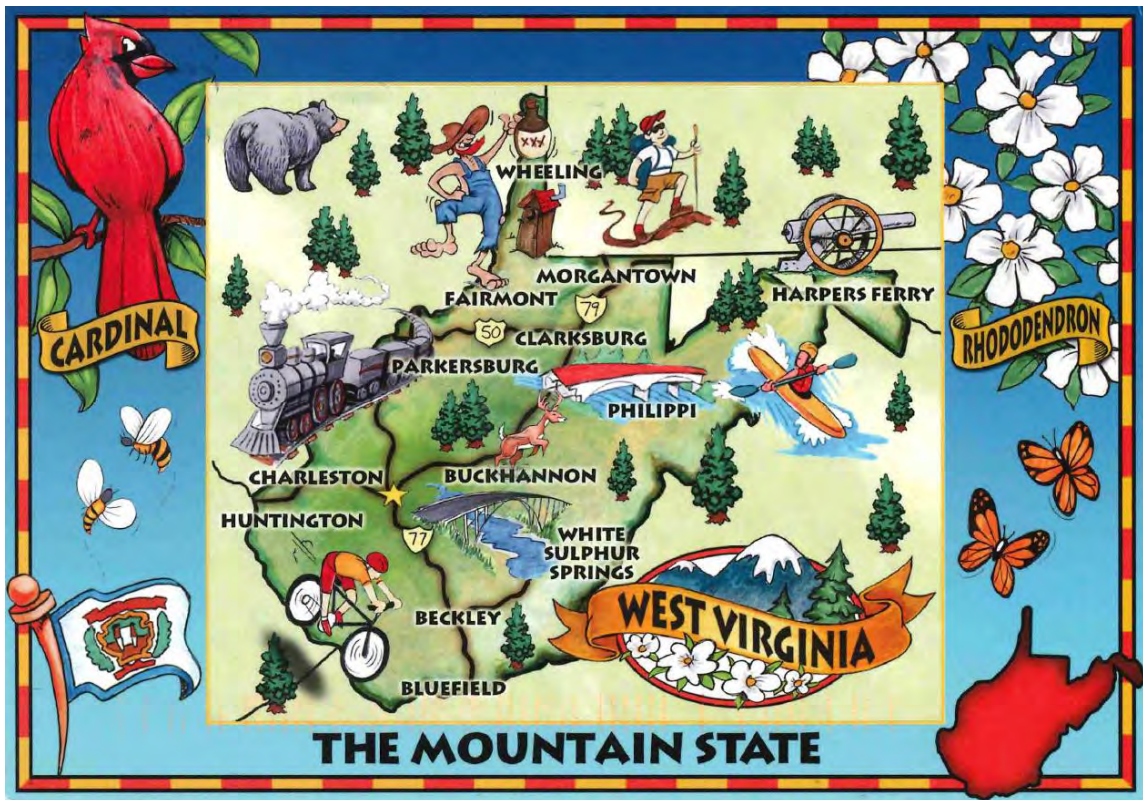 XXX
WHEELING
MORGANTOWN
FAIRMONT
79
HARPERS FERRY
CARDINAL
RHODODENDRON
50
CLARKSBURG
PARKERSBURG
PHILIPPI
CHARLESTON
BUCKHANNON
HUNTINGTON
77
WHITE
SULPHUR
SPRINGS
BECKLEY
WEST VIRGINIA
BLUEFIELD
THE MOUNTAIN STATE